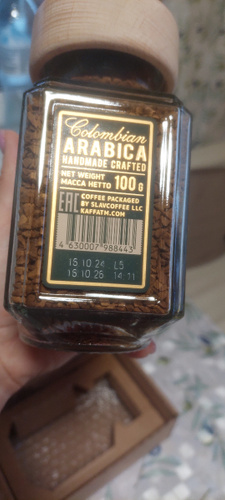 Colombian
ARABICA
HANDMADE CRAFTED
NET WEIGHT
МАССА НЕТТО 100 G
EAC COFFEE PACKAGED
BY SLAVCOFFEE LLC
KAFFATH.COM
4 630007 988443
15.10.24 L5
15.10.26 14:11